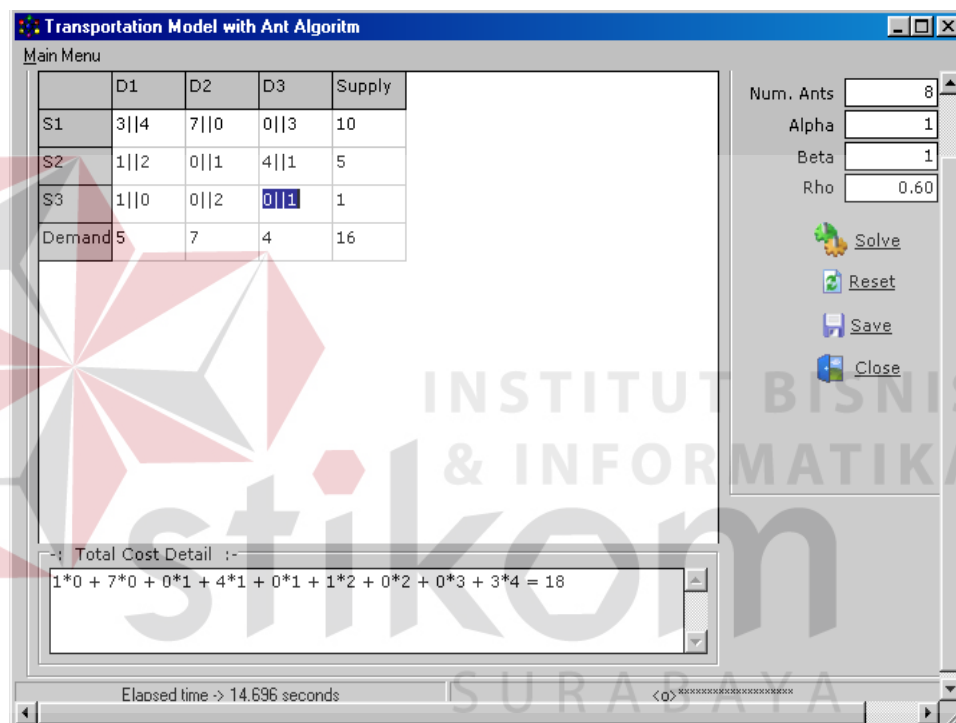 Transportation Model with Ant Algoritm
Main Menu
D1 D2 D3 Supply
S1 3||4 7||0 0||3 10
S2 1||2 0||1 4||1 5
S3 1||0 0||2 0||1 1
Demand 5 7 4 16
Num. Ants 8
Alpha 1
Beta 1
Rho 0.60
Solve
Reset
Save
Close
INSTITUT BISNIS
& INFORMATIKA
stikom
SURABAYA
-: Total Cost Detail :-
1*0 + 7*0 + 0*1 + 4*1 + 0*1 + 1*2 + 0*2 + 0*3 + 3*4 = 18
Elapsed time -> 14.696 seconds